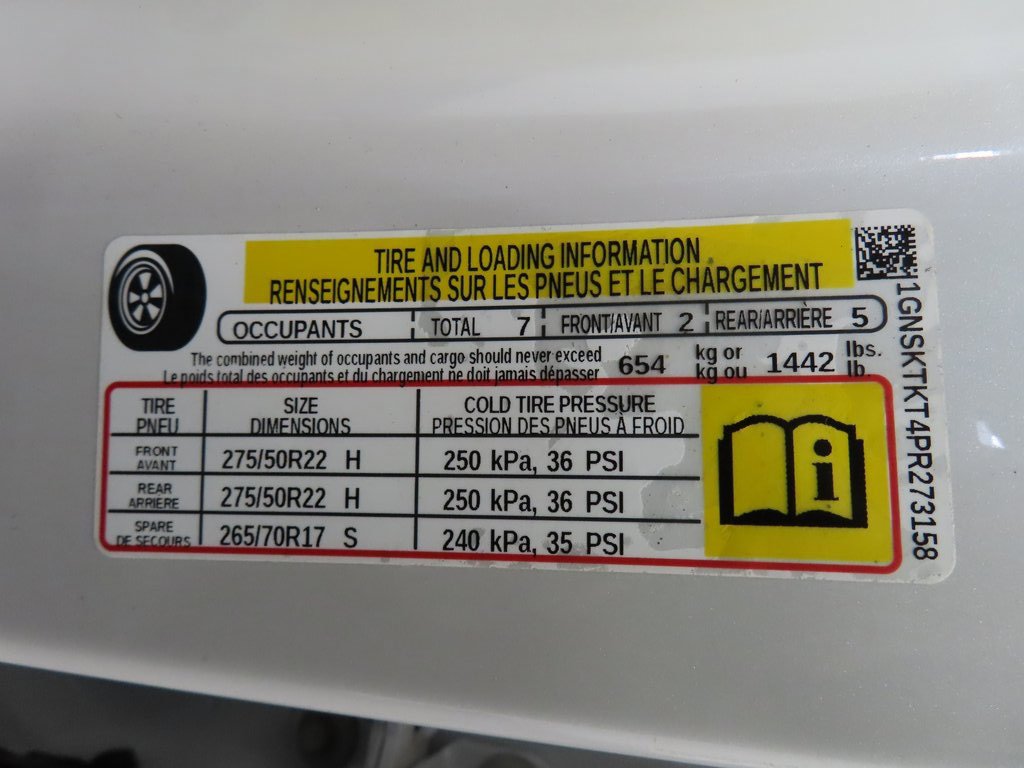 TIRE AND LOADING INFORMATION
RENSEIGNEMENTS SUR LES PNEUS ET LE CHARGEMENT
OCCUPANTS TOTAL 7 FRONT/AVANT 2 REAR/ARRIÈRE 5
The combined weight of occupants and cargo should never exceed 654 kg or 1442 lbs.
Le poids total des occupants et du chargement ne doit jamais dépasser kg ou lb.
TIRE SIZE COLD TIRE PRESSURE
PNEU DIMENSIONS PRESSION DES PNEUS À FROID
FRONT
AVANT 275/50R22 H 250 kPa, 36 PSI
REAR
ARRIERE 275/50R22 H 250 kPa, 36 PSI
SPARE
DE SECOURS 265/70R17 S 240 kPa, 35 PSI
i
1GNSKTKT4PR273158